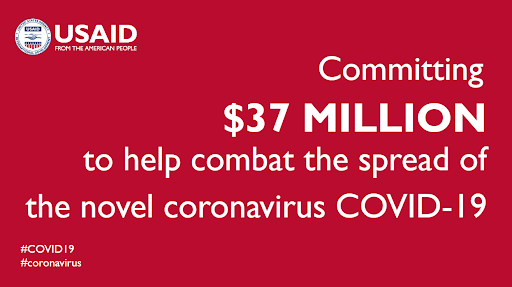 USAID
FROM THE AMERICAN PEOPLE
Committing
$37 MILLION
to help combat the spread of
the novel coronavirus COVID-19
#COVID19
#coronavirus